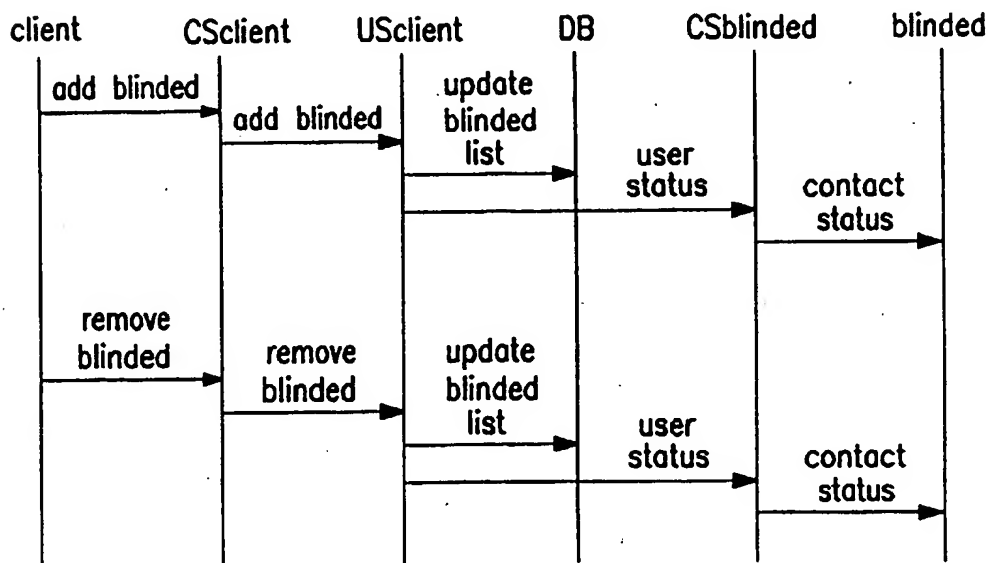 client CSclient USclient DB CSblinded blinded
add blinded
add blinded
update
blinded
list
user
status
contact
status
remove
blinded
remove
blinded
update
blinded
list
user
status
contact
status